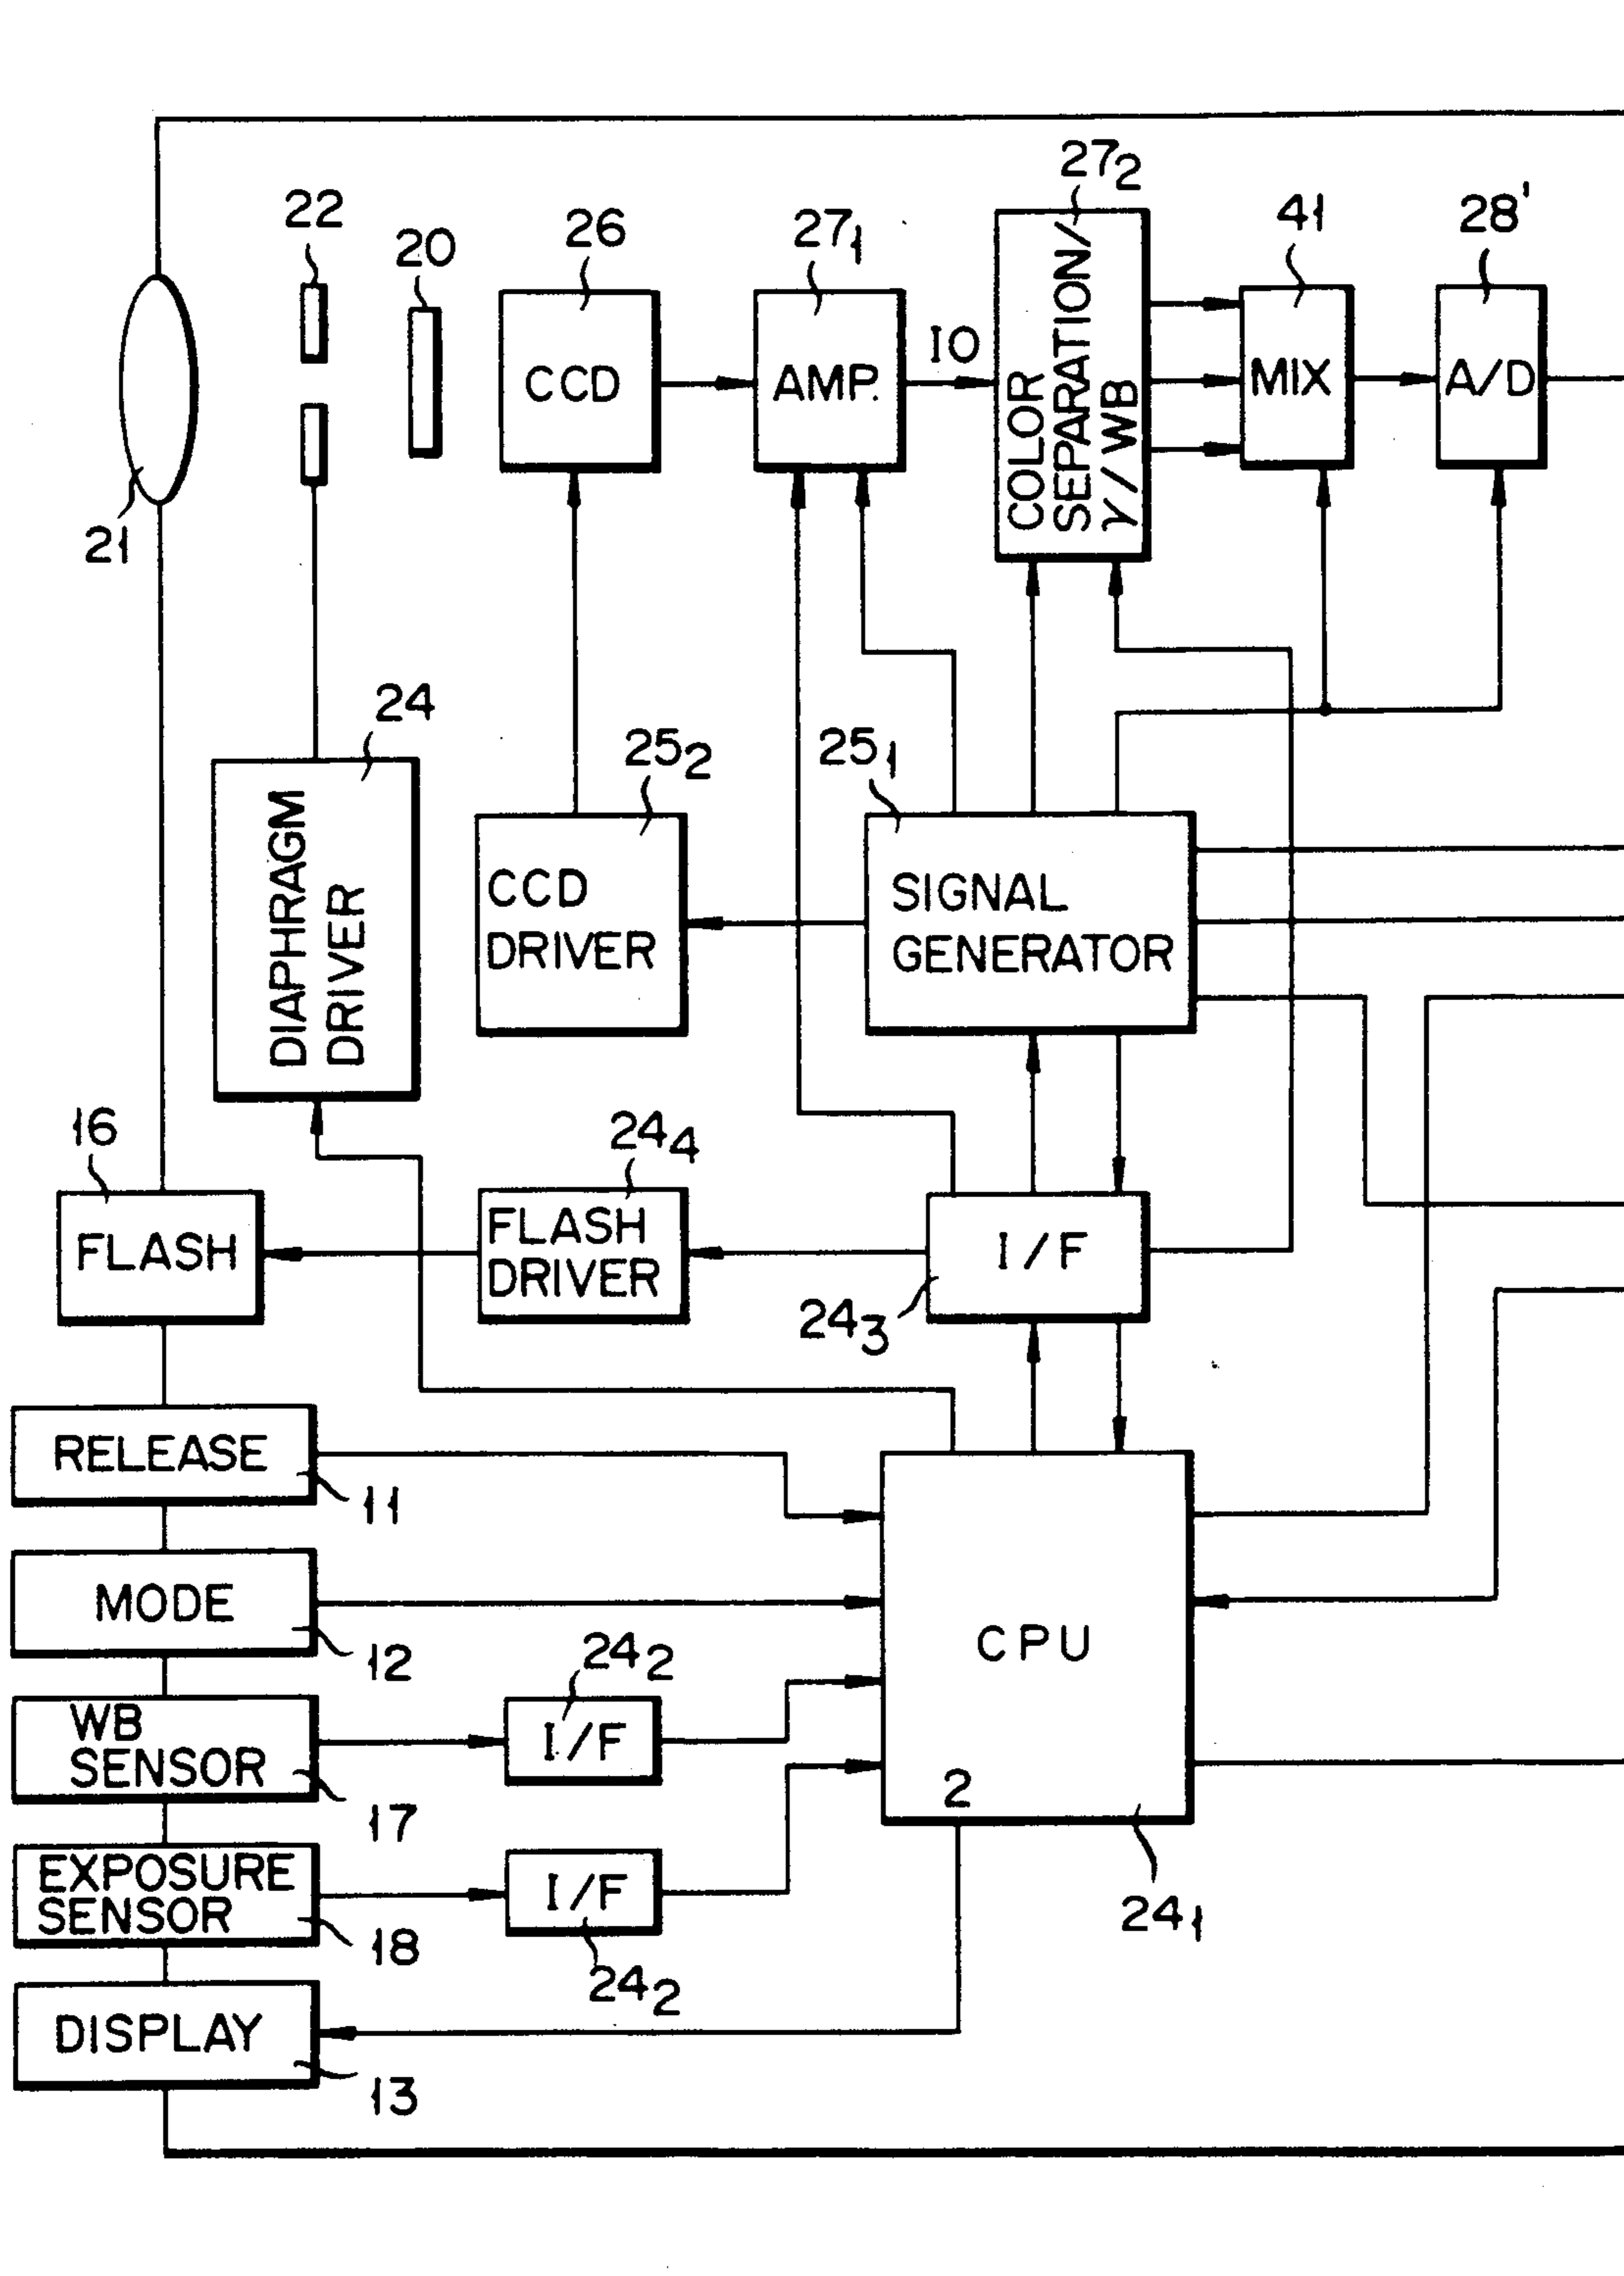 27₂
22
20
26
27₁
41
28'
CCD
AMP.
10
COLOR
SEPARATION/
γ/WB
MIX
A/D
21
24
25₂
25₁
DIAPHRAGM
DRIVER
CCD
DRIVER
SIGNAL
GENERATOR
16
24₄
FLASH
FLASH
DRIVER
I/F
24₃
RELEASE
11
MODE
12
CPU
24₂
WB
SENSOR
I/F
17
2
EXPOSURE
SENSOR
I/F
18
24₁
24₂
DISPLAY
13